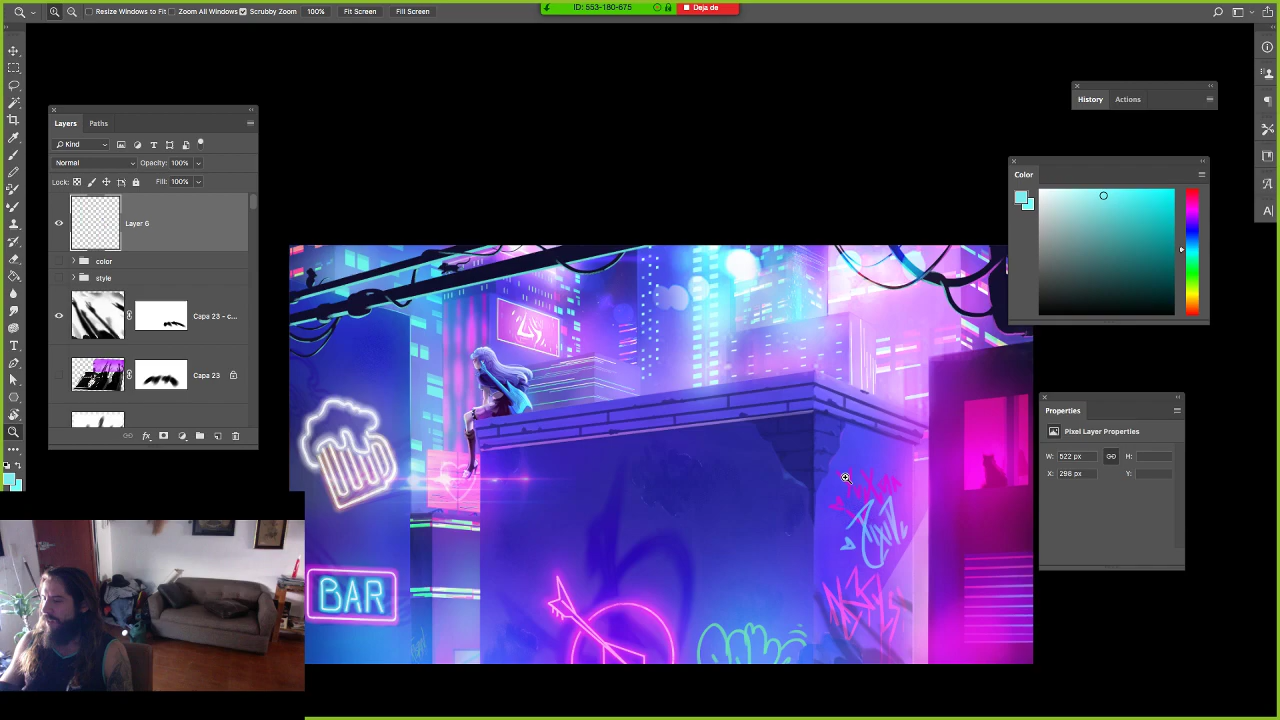 Resize Windows to Fit Zoom All Windows Scrubby Zoom 100% Fit Screen Fill Screen
ID: 553-180-675 Deja de
Layers Paths
Kind
Normal Opacity: 100%
Lock: Fill: 100%
Layer 6
color
style
Capa 23 - c...
Capa 23
History Actions
Color
Properties
Pixel Layer Properties
W: 522 px H:
X: 298 px Y:
BAR